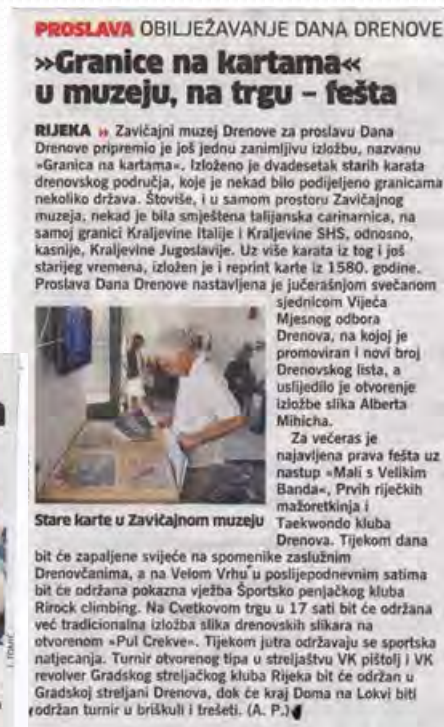 PROSLAVA OBILJEŽAVANJE DANA DRENOVE
»Granice na kartama«
u muzeju, na trgu – fešta
RIJEKA » Zavičajni muzej Drenove za proslavu Dana
Drenove pripremio je još jednu zanimljivu izložbu, nazvanu
»Granica na kartama«. Izloženo je dvadesetak starih karata
drenovskog područja, koje je nekad bilo podijeljeno granicama
nekoliko država. Štoviše, i u samom prostoru Zavičajnog
muzeja, nekad je bila smještena talijanska carinarnica, na
samoj granici Kraljevine Italije i Kraljevine SHS, odnosno,
kasnije, Kraljevine Jugoslavije. Uz više karata iz tog i još
starijeg vremena, izložen je i reprint karte iz 1580. godine.
Proslava Dana Drenove nastavljena je jučerašnjom svečanom
sjednicom Vijeća
Mjesnog odbora
Drenova, na kojoj je
promoviran i novi broj
Drenovskog lista, a
uslijedilo je otvorenje
izložbe slika Alberta
Mihicha.
Za večeras je
najavljena prava fešta uz
nastup »Mali s Velikim
Banda«, Prvih riječkih
mažoretkinja i
Taekwondo kluba
Drenova. Tijekom dana
Stare karte u Zavičajnom muzeju
bit će zapaljene svijeće na spomenike zaslužnim
Drenovčanima, a na Velom Vrhu u poslijepodnevnim satima
bit će održana pokazna vježba Športsko penjačkog kluba
Rirock climbing. Na Cvetkovom trgu u 17 sati bit će održana
već tradicionalna izložba slika drenovskih slikara na
otvorenom »Pul Crekve«. Tijekom jutra održavaju se sportska
natjecanja. Turnir otvorenog tipa u streljaštvu VK pištolj i VK
revolver Gradskog streljačkog kluba Rijeka bit će održan u
Gradskoj streljani Drenova, dok će kraj Doma na Lokvi biti
održan turnir u briškuli i trešeti. (A. P.)